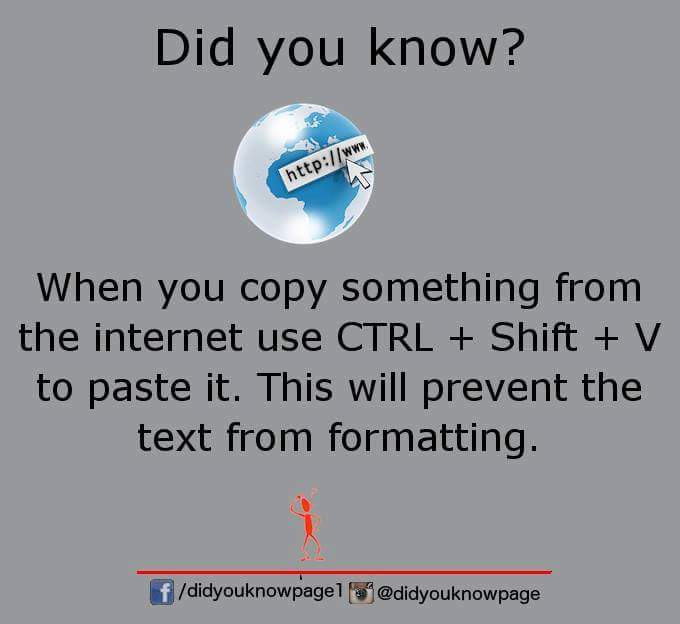 Did you know?
http://www.
When you copy something from
the internet use CTRL + Shift + V
to paste it. This will prevent the
text from formatting.
?
f /didyouknowpage1 @didyouknowpage